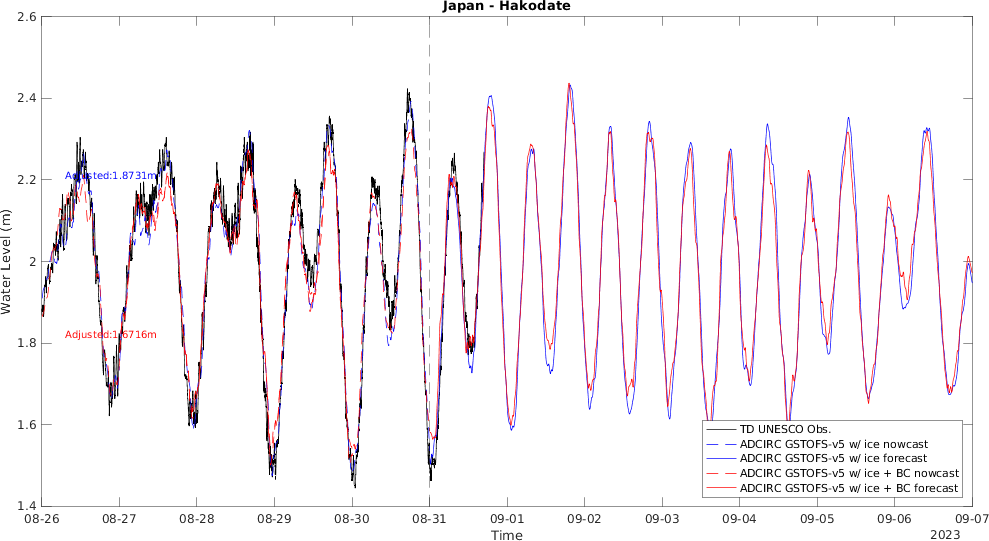 Japan - Hakodate
Water Level (m)
2.6
2.4
2.2
2
1.8
1.6
1.4
Adjusted:1.8731m
Adjusted:1.6716m
TD UNESCO Obs.
ADCIRC GSTOFS-v5 w/ ice nowcast
ADCIRC GSTOFS-v5 w/ ice forecast
ADCIRC GSTOFS-v5 w/ ice + BC nowcast
ADCIRC GSTOFS-v5 w/ ice + BC forecast
08-26 08-27 08-28 08-29 08-30 08-31 09-01 09-02 09-03 09-04 09-05 09-06 09-07
Time
2023